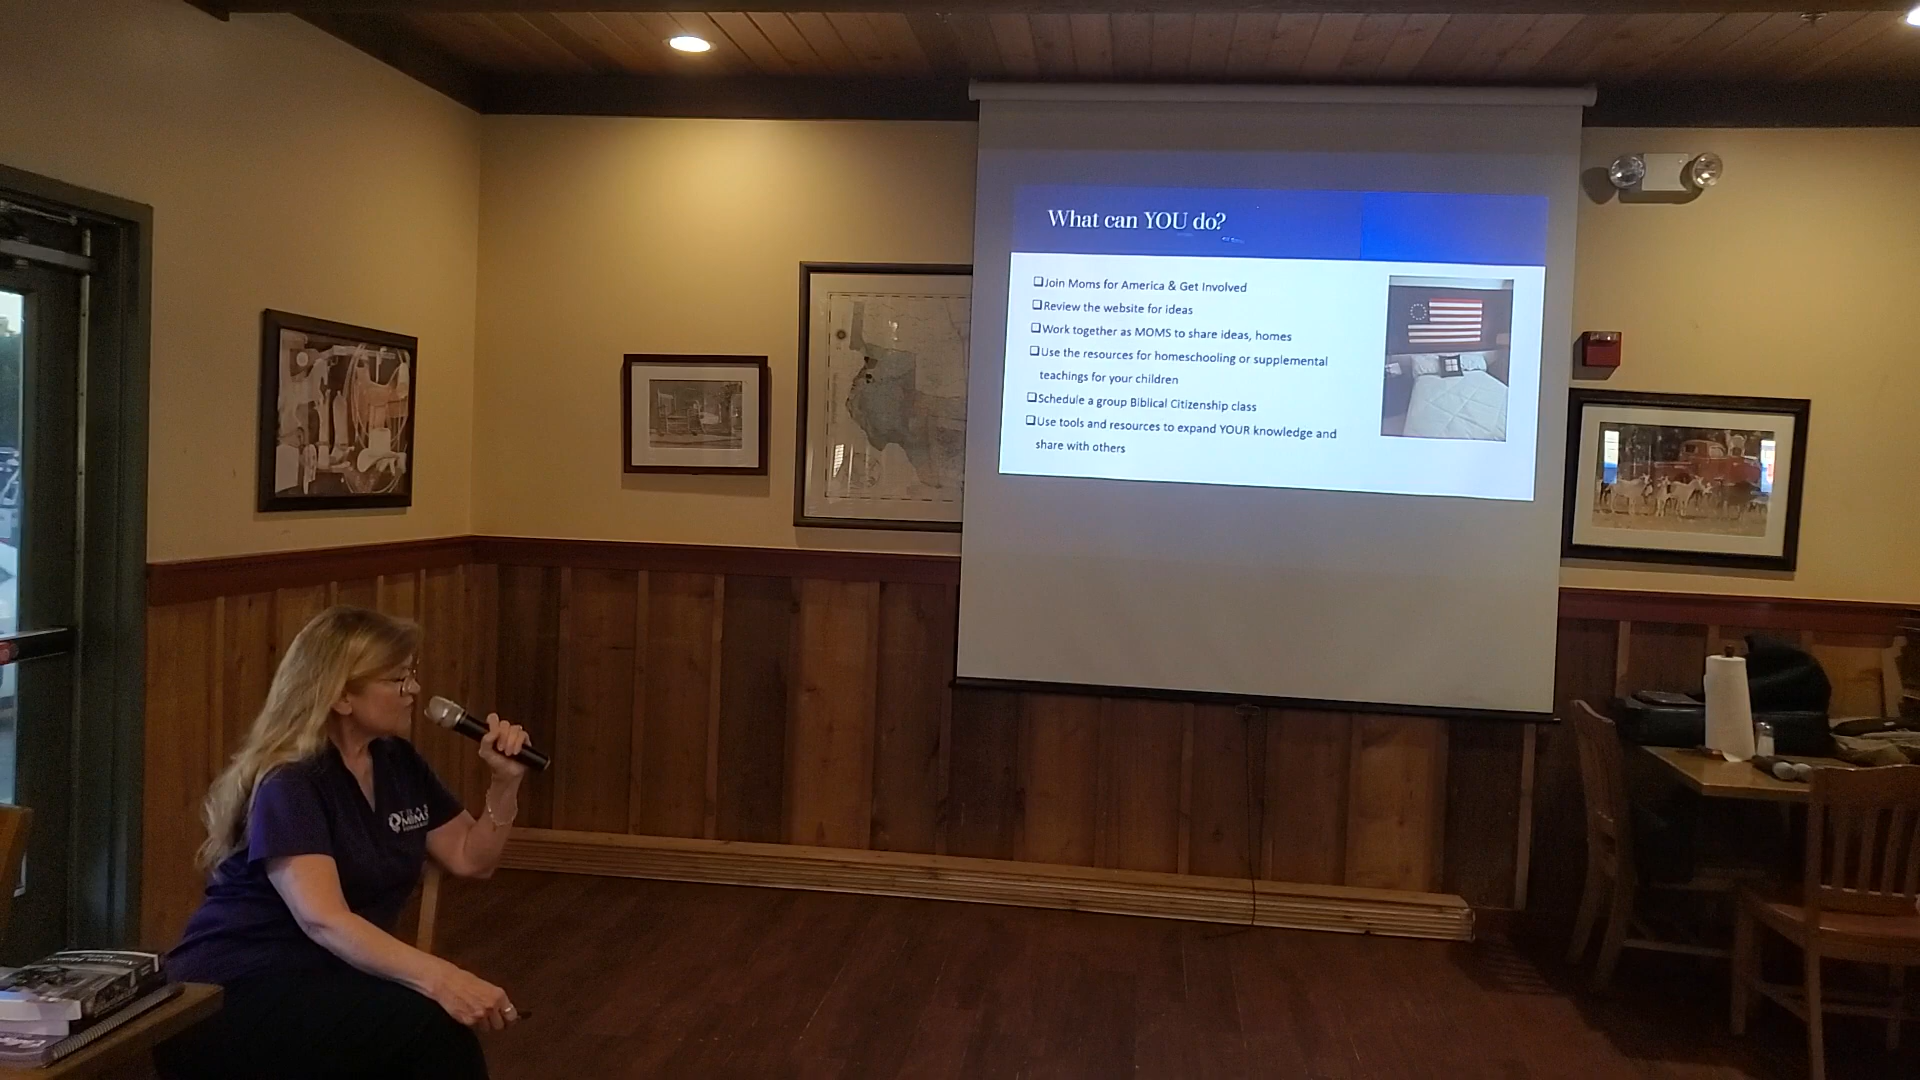 What can YOU do?
❑Join Moms for America & Get Involved
❑Review the website for ideas
❑Work together as MOMS to share ideas, homes
❑Use the resources for homeschooling or supplemental
teachings for your children
❑Schedule a group Biblical Citizenship class
❑Use tools and resources to expand YOUR knowledge and
share with others